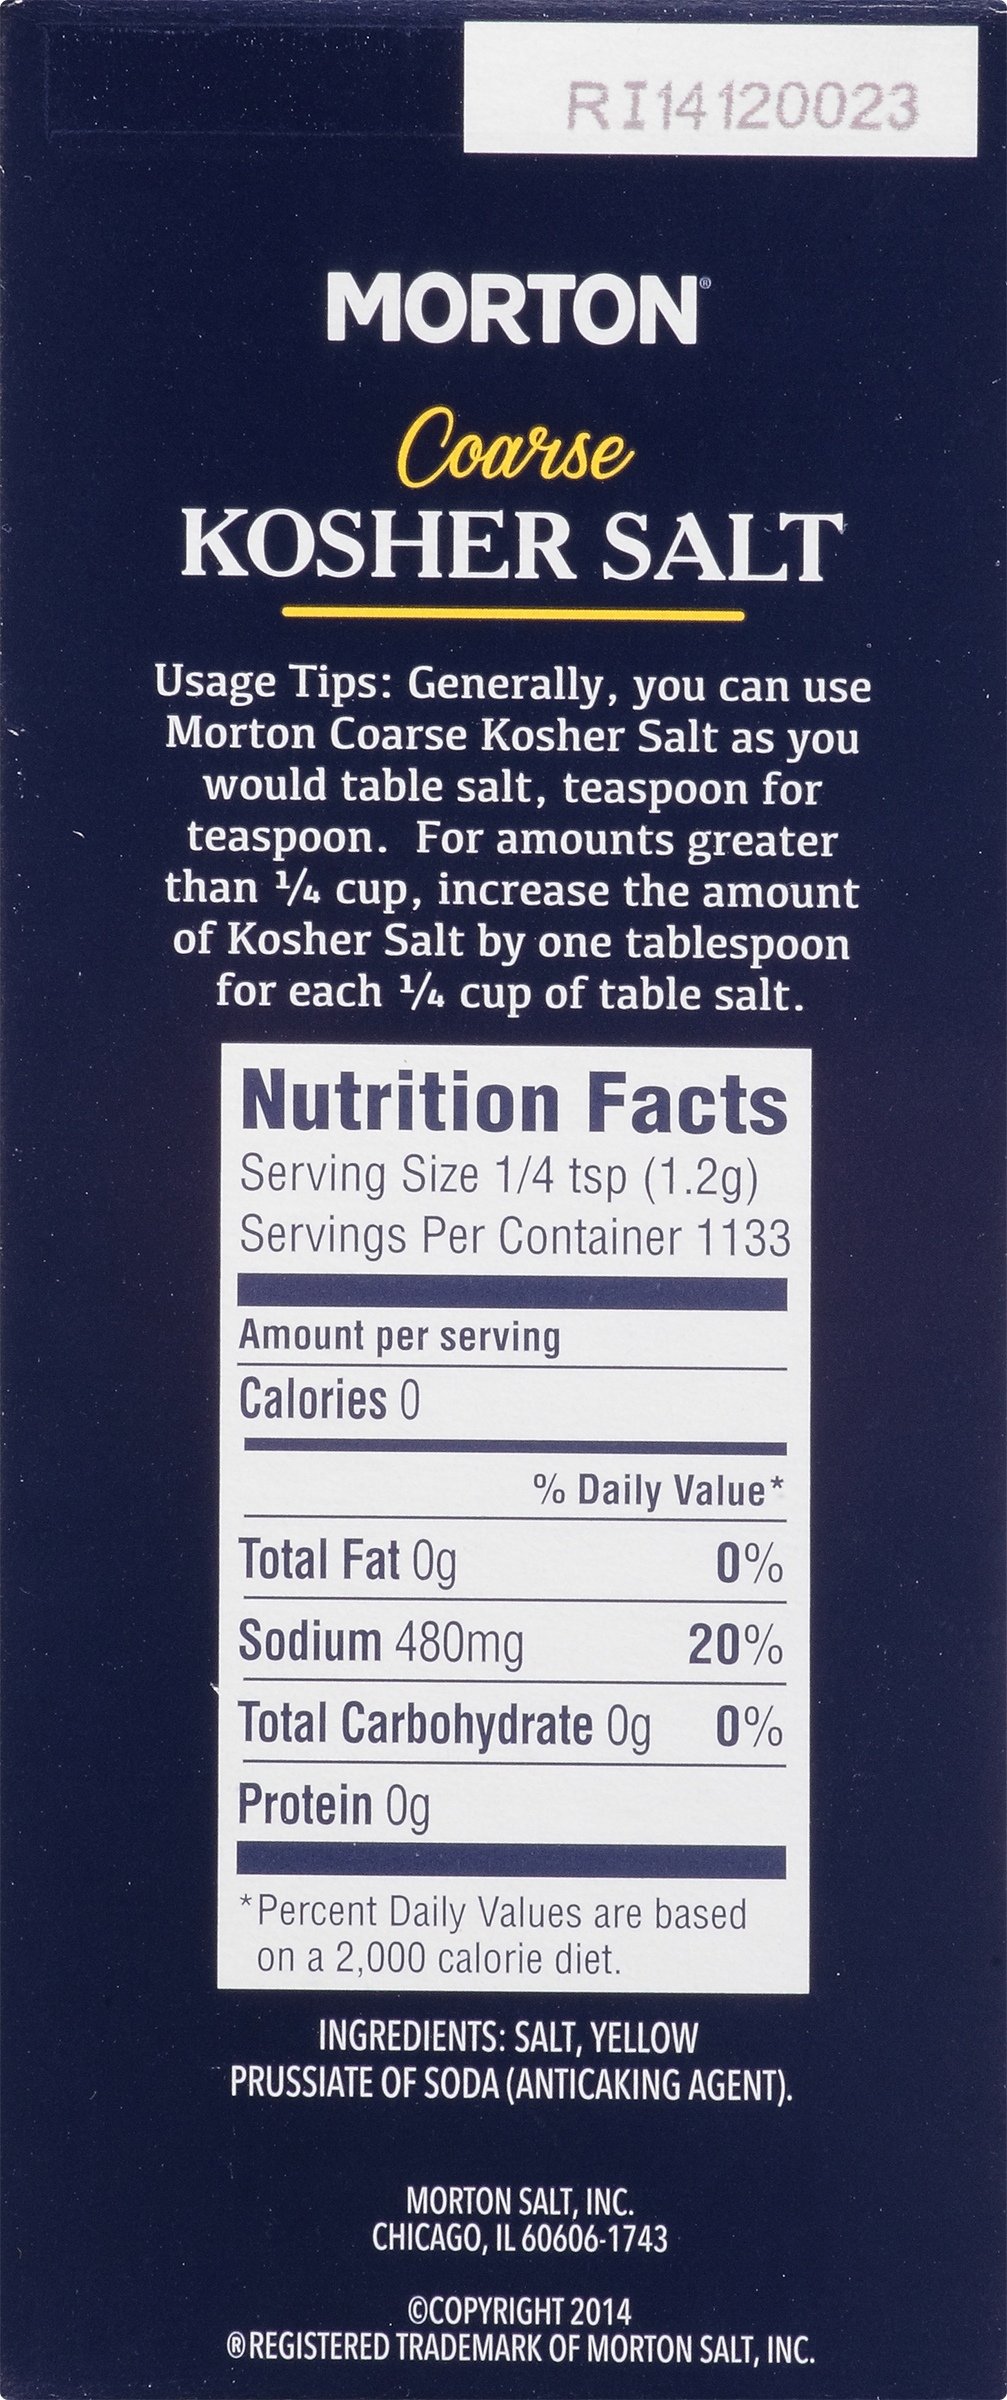 RI14120023
MORTON®
Coarse
KOSHER SALT
Usage Tips: Generally, you can use
Morton Coarse Kosher Salt as you
would table salt, teaspoon for
teaspoon. For amounts greater
than ¼ cup, increase the amount
of Kosher Salt by one tablespoon
for each ¼ cup of table salt.
Nutrition Facts
Serving Size 1/4 tsp (1.2g)
Servings Per Container 1133
Amount per serving
Calories 0
% Daily Value*
Total Fat 0g 0%
Sodium 480mg 20%
Total Carbohydrate 0g 0%
Protein 0g
*Percent Daily Values are based
on a 2,000 calorie diet.
INGREDIENTS: SALT, YELLOW
PRUSSIATE OF SODA (ANTICAKING AGENT).
MORTON SALT, INC.
CHICAGO, IL 60606-1743
©COPYRIGHT 2014
®REGISTERED TRADEMARK OF MORTON SALT, INC.